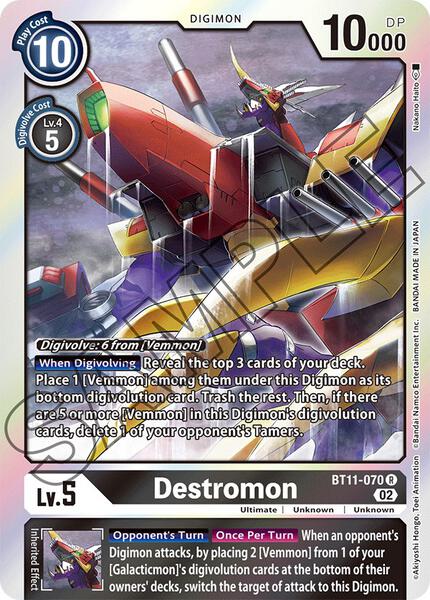 Play Cost
10
DIGIMON
DP
10000
Digivolve Cost
Lv.4
5
Nakano Haito
SAMPLE
©Akiyoshi Hongo, Toei Animation ©Bandai Namco Entertainment Inc. BANDAI MADE IN JAPAN
Digivolve: 6 from [Vemmon]
When Digivolving Reveal the top 3 cards of your deck.
Place 1 [Vemmon] among them under this Digimon as its
bottom digivolution card. Trash the rest. Then, if there
are 5 or more [Vemmon] in this Digimon's digivolution
cards, delete 1 of your opponent's Tamers.
Lv.5
Destromon
BT11-070 R
02
Ultimate | Unknown | Unknown
Inherited Effect
Opponent's Turn Once Per Turn When an opponent's
Digimon attacks, by placing 2 [Vemmon] from 1 of your
[Galacticmon]'s digivolution cards at the bottom of their
owners' decks, switch the target of attack to this Digimon.